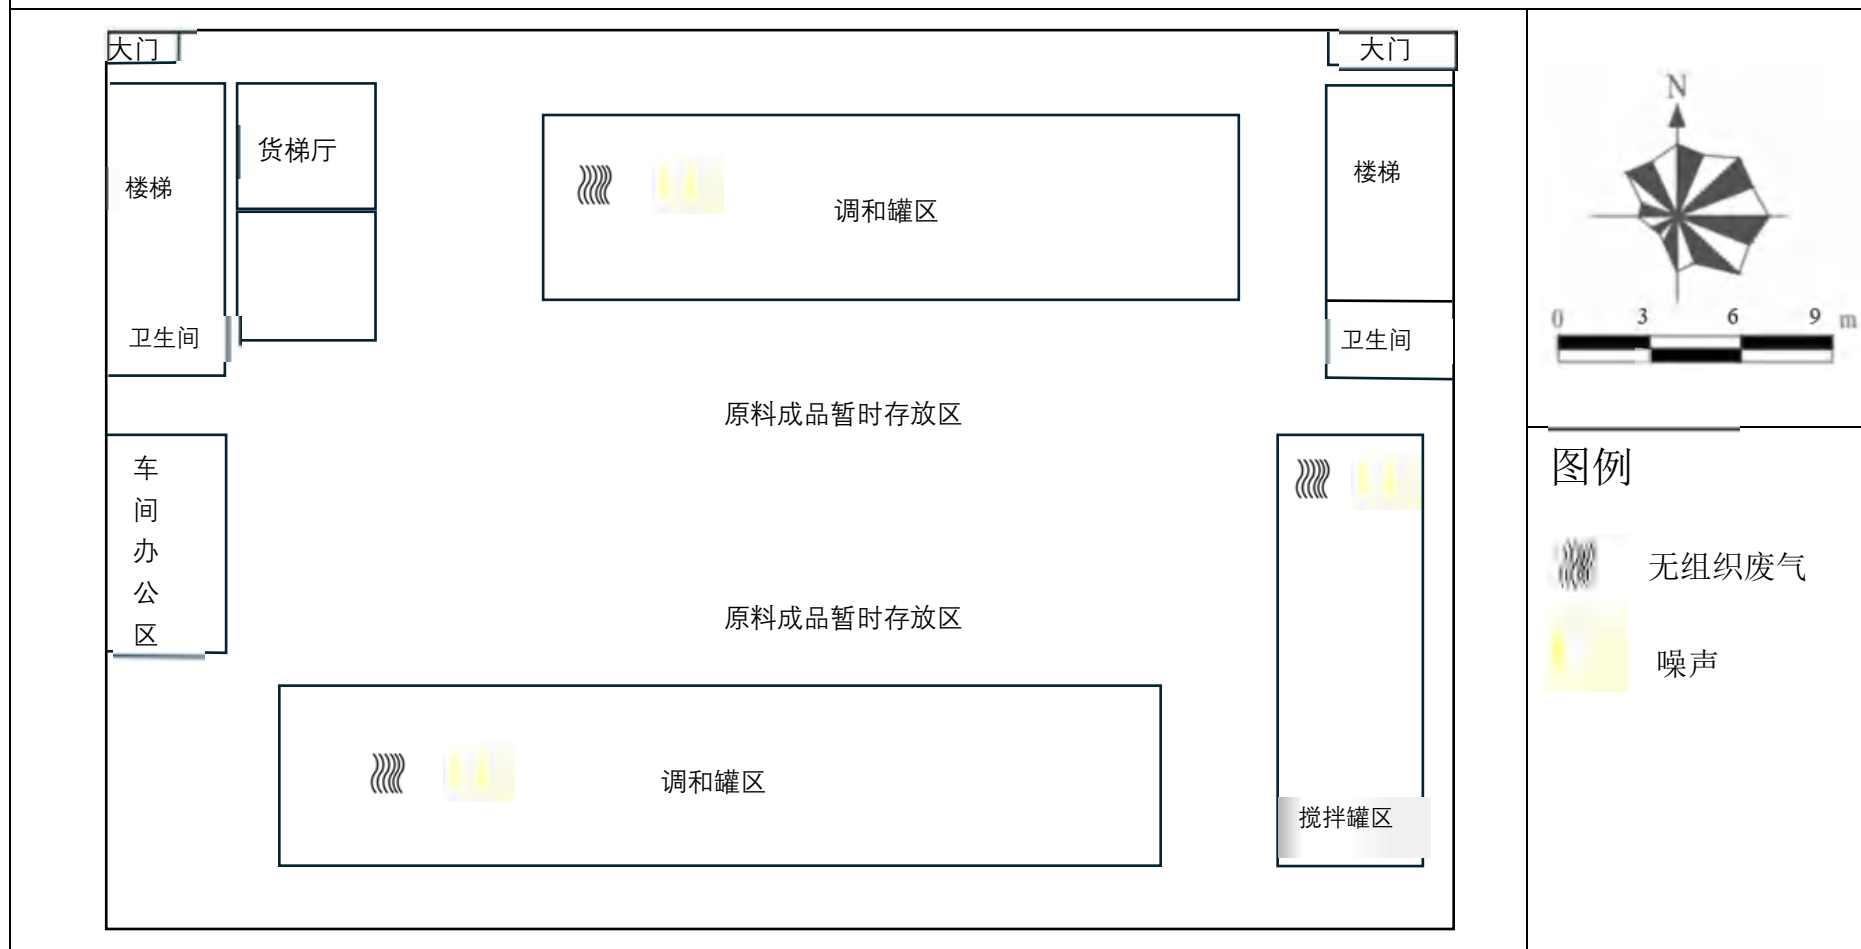 大门
大门
货梯厅
楼梯
调和罐区
楼梯
卫生间
卫生间
原料成品暂时存放区
车
间
办
公
区
原料成品暂时存放区
调和罐区
搅拌罐区
N
0 3 6 9 m
图例
无组织废气
噪声